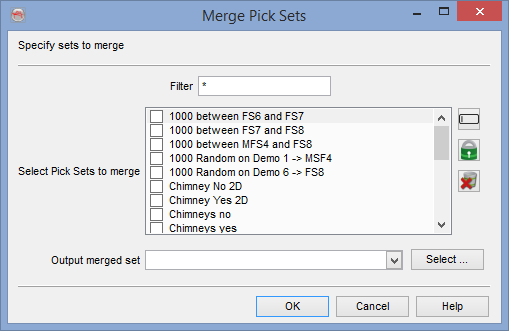 Merge Pick Sets
Specify sets to merge
Filter *
1000 between FS6 and FS7
1000 between FS7 and FS8
1000 between MFS4 and FS8
Select Pick Sets to merge
1000 Random on Demo 1 -> MSF4
1000 Random on Demo 6 -> FS8
Chimney No 2D
Chimney Yes 2D
Chimneys no
Chimneys yes
Output merged set
Select ...
OK
Cancel
Help